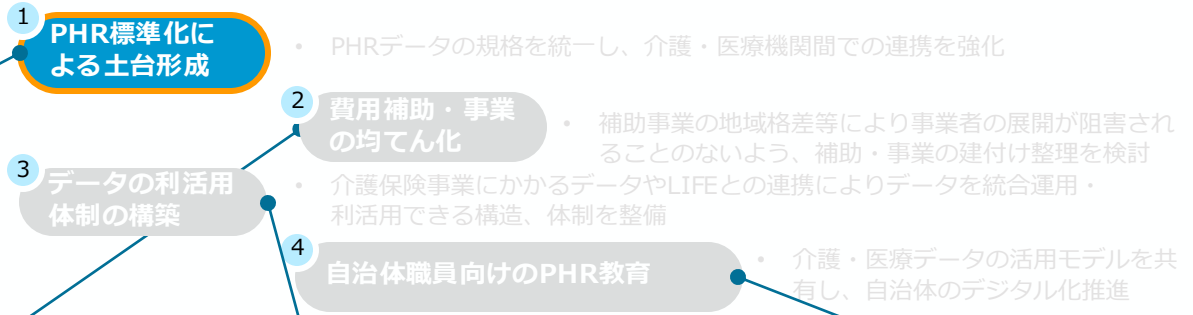 1
PHR標準化に
よる土台形成
• PHRデータの規格を統一し、介護・医療機関間での連携を強化
2
費用補助・事業
の均てん化
• 補助事業の地域格差等により事業者の展開が阻害され
ることのないよう、補助・事業の建付け整理を検討
3
データの利活用
体制の構築
• 介護保険事業にかかるデータやLIFEとの連携によりデータを統合運用・
利活用できる構造、体制を整備
4
自治体職員向けのPHR教育
• 介護・医療データの活用モデルを共
有し、自治体のデジタル化推進